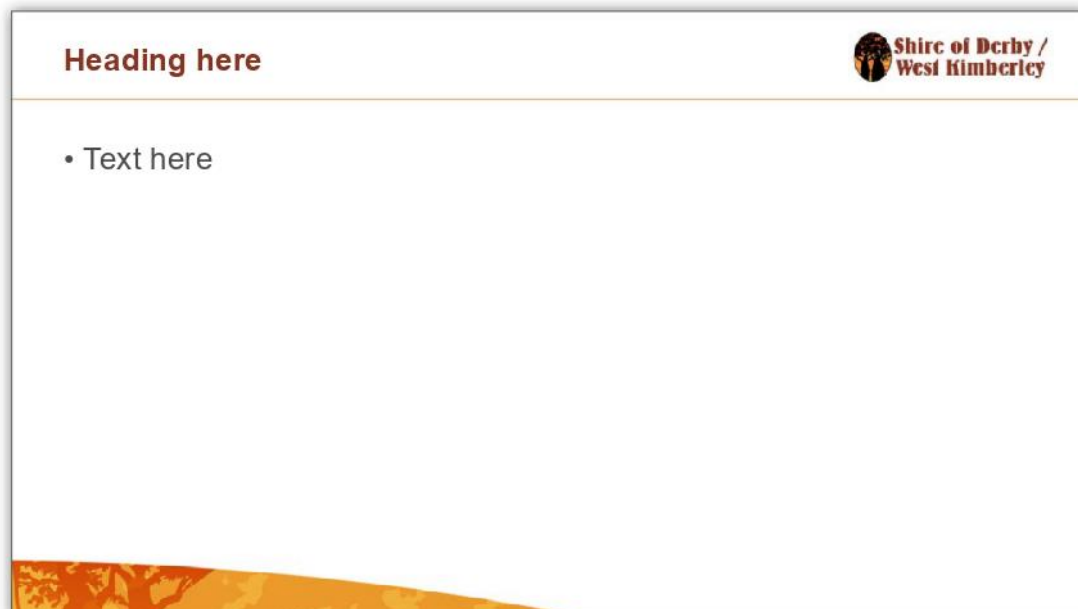 Heading here
Shire of Derby /
West Kimberley
• Text here